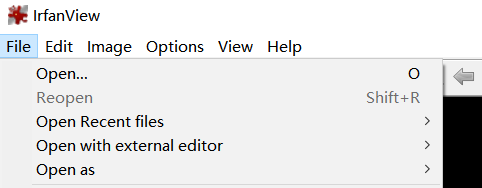 IrfanView
File Edit Image Options View Help
Open... O
Reopen Shift+R
Open Recent files
Open with external editor
Open as